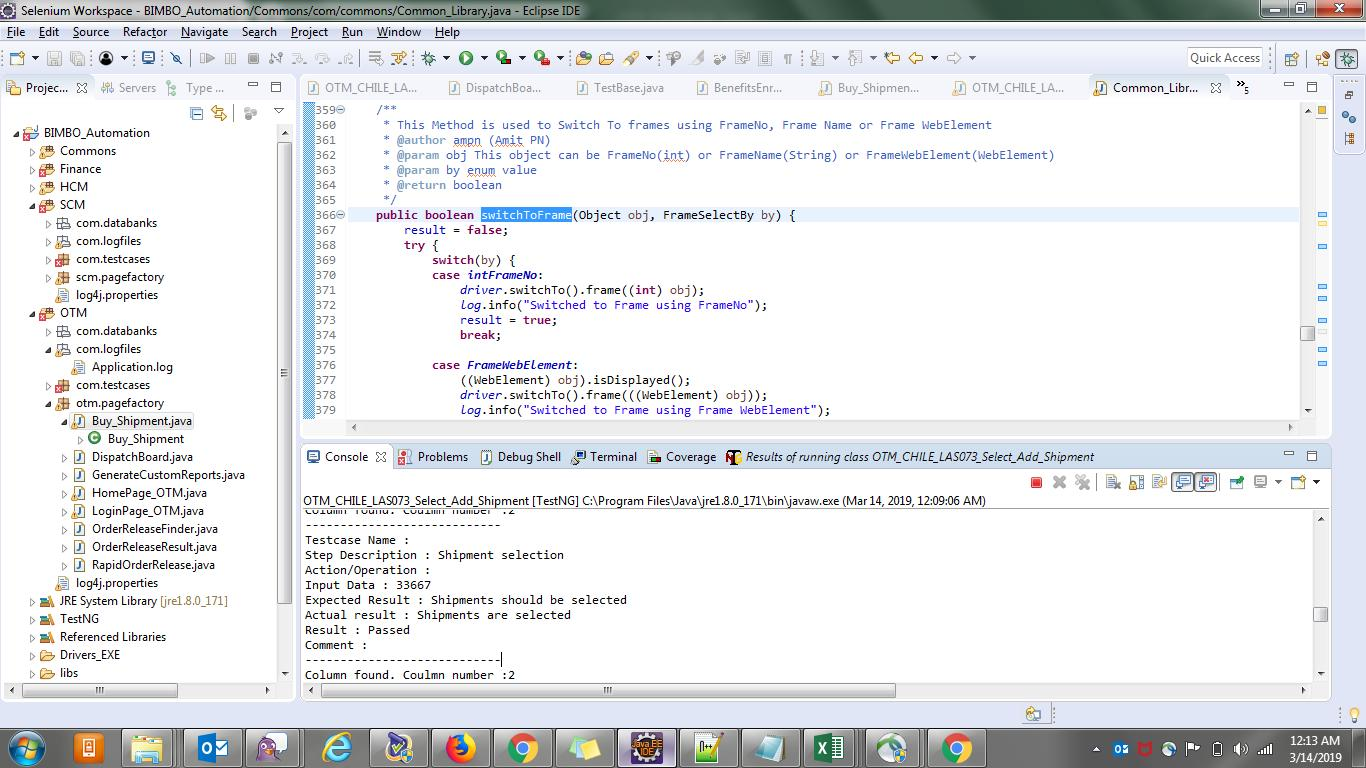 Selenium Workspace - BIMBO_Automation/Commons/com/commons/Common_Library.java - Eclipse IDE
File Edit Source Refactor Navigate Search Project Run Window Help
Quick Access
Projec... Servers Type ...
OTM_CHILE_LA... DispatchBoa... TestBase.java BenefitsEnr... Buy_Shipmen... OTM_CHILE_LA... Common_Libr... »5
BIMBO_Automation
Commons
Finance
HCM
SCM
com.databanks
com.logfiles
com.testcases
scm.pagefactory
log4j.properties
OTM
com.databanks
com.logfiles
Application.log
com.testcases
otm.pagefactory
Buy_Shipment.java
Buy_Shipment
DispatchBoard.java
GenerateCustomReports.java
HomePage_OTM.java
LoginPage_OTM.java
OrderReleaseFinder.java
OrderReleaseResult.java
RapidOrderRelease.java
log4j.properties
JRE System Library [jre1.8.0_171]
TestNG
Referenced Libraries
Drivers_EXE
libs
359 /**
360 * This Method is used to Switch To frames using FrameNo, Frame Name or Frame WebElement
361 * @author ampn (Amit PN)
362 * @param obj This object can be FrameNo(int) or FrameName(String) or FrameWebElement(WebElement)
363 * @param by enum value
364 * @return boolean
365 */
366 public boolean switchToFrame(Object obj, FrameSelectBy by) {
367 result = false;
368 try {
369 switch(by) {
370 case intFrameNo:
371 driver.switchTo().frame((int) obj);
372 log.info("Switched to Frame using FrameNo");
373 result = true;
374 break;
375
376 case FrameWebElement:
377 ((WebElement) obj).isDisplayed();
378 driver.switchTo().frame(((WebElement) obj));
379 log.info("Switched to Frame using Frame WebElement");
Console Problems Debug Shell Terminal Coverage Results of running class OTM_CHILE_LAS073_Select_Add_Shipment
OTM_CHILE_LAS073_Select_Add_Shipment [TestNG] C:\Program Files\Java\jre1.8.0_171\bin\javaw.exe (Mar 14, 2019, 12:09:06 AM)
Column found. Coulmn number :2
----------------------------
Testcase Name :
Step Description : Shipment selection
Action/Operation :
Input Data : 33667
Expected Result : Shipments should be selected
Actual result : Shipments are selected
Result : Passed
Comment :
----------------------------
Column found. Coulmn number :2
Java EE IDE
12:13 AM
3/14/2019